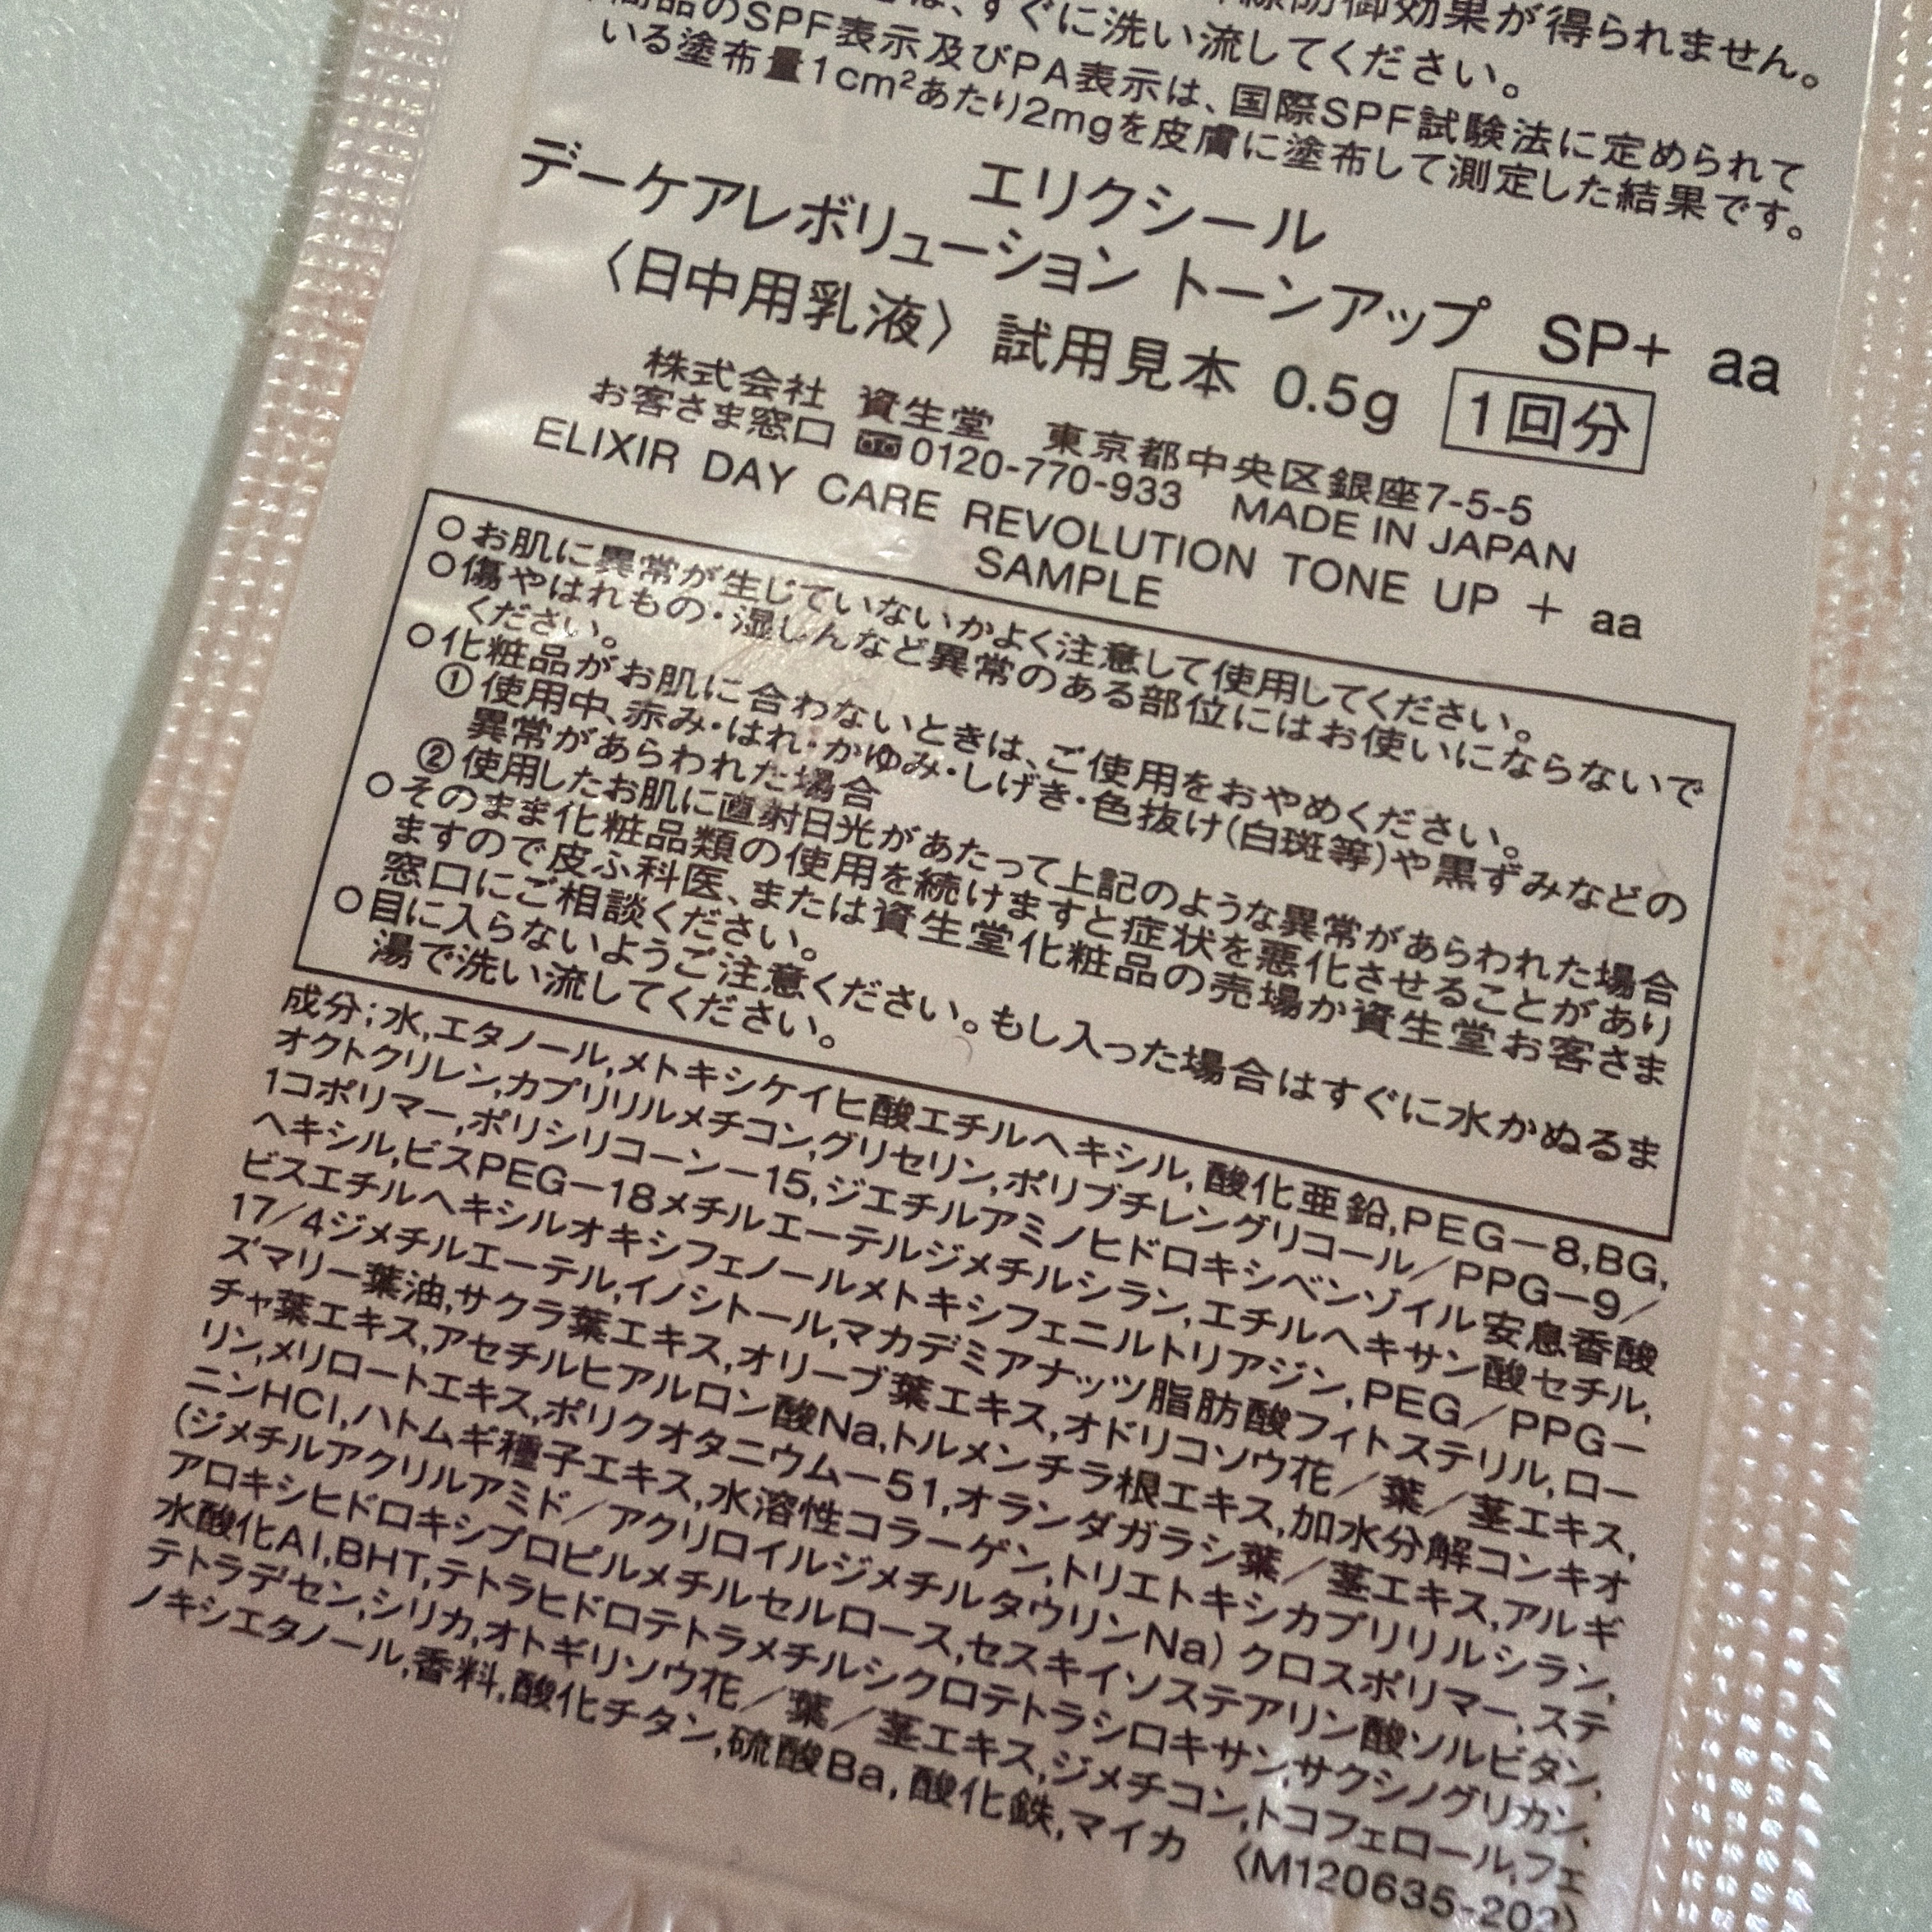 線防御効果が得られません。
は、すぐに洗い流してください。
商品のSPF表示及びPA表示は、国際SPF試験法に定められて
いる塗布量1cm²あたり2mgを皮膚に塗布して測定した結果です。
エリクシール
デーケアレボリューション トーンアップ SP+ aa
〈日中用乳液〉試用見本 0.5g 1回分
株式会社 資生堂 東京都中央区銀座7-5-5
お客さま窓口 0120-770-933 MADE IN JAPAN
ELIXIR DAY CARE REVOLUTION TONE UP + aa
SAMPLE
○お肌に異常が生じていないかよく注意して使用してください。
○傷やはれもの・湿しんなど異常のある部位にはお使いにならないで
ください。
○化粧品がお肌に合わないときは、ご使用をおやめください。
①使用中、赤み・はれ・かゆみ・しげき・色抜け(白斑等)や黒ずみなどの
異常があらわれた場合
②使用したお肌に直射日光があたって上記のような異常があらわれた場合
○そのまま化粧品類の使用を続けますと症状を悪化させることがあり
ますので皮ふ科医、または資生堂化粧品の売場か資生堂お客さま
窓口にご相談ください。
○目に入らないようご注意ください。もし入った場合はすぐに水かぬるま
湯で洗い流してください。
成分;水,エタノール,メトキシケイヒ酸エチルヘキシル,酸化亜鉛,PEG－8,BG,
オクトクリレン,カプリリルメチコン,グリセリン,ポリブチレングリコール／PPG－9／
1コポリマー,ポリシリコーン－15,ジエチルアミノヒドロキシベンゾイル安息香酸
ヘキシル,ビスPEG－18メチルエーテルジメチルシラン,エチルヘキサン酸セチル,
ビスエチルヘキシルオキシフェノールメトキシフェニルトリアジン,PEG／PPG－
17／4ジメチルエーテル,イノシトール,マカデミアナッツ脂肪酸フィトステリル,ロー
ズマリー葉油,サクラ葉エキス,オリーブ葉エキス,オドリコソウ花／葉／茎エキス,
チャ葉エキス,アセチルヒアルロン酸Na,トルメンチラ根エキス,加水分解コンキオ
リン,メリロートエキス,ポリクオタニウム－51,オランダガラシ葉／茎エキス,アルギ
ニンHCl,ハトムギ種子エキス,水溶性コラーゲン,トリエトキシカプリリルシラン,
(ジメチルアクリルアミド／アクリロイルジメチルタウリンNa)クロスポリマー,ステ
アロキシヒドロキシプロピルメチルセルロース,セスキイソステアリン酸ソルビタン,
水酸化Al,BHT,テトラヒドロテトラメチルシクロテトラシロキサン,サクシノグリカン,
テトラデセン,シリカ,オトギリソウ花／葉／茎エキス,ジメチコン,トコフェロール,フェ
ノキシエタノール,香料,酸化チタン,硫酸Ba,酸化鉄,マイカ 〈M120635-202〉